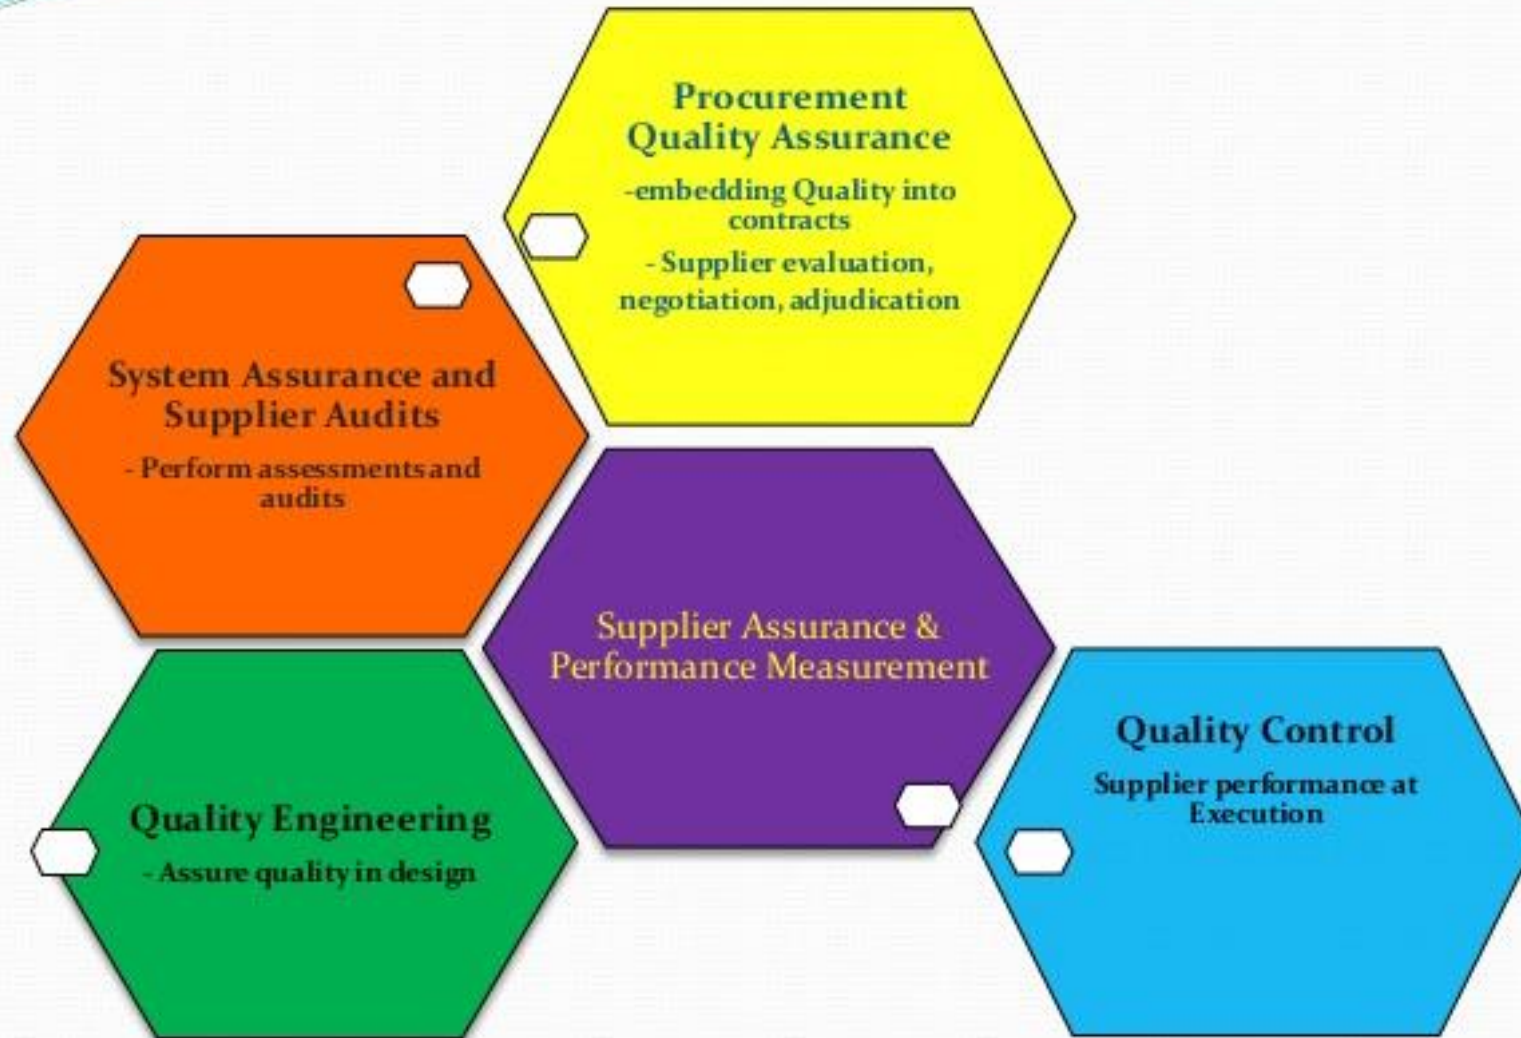 Procurement
Quality Assurance
-embedding Quality into
contracts
- Supplier evaluation,
negotiation, adjudication
System Assurance and
Supplier Audits
- Perform assessments and
audits
Supplier Assurance &
Performance Measurement
Quality Engineering
- Assure quality in design
Quality Control
Supplier performance at
Execution